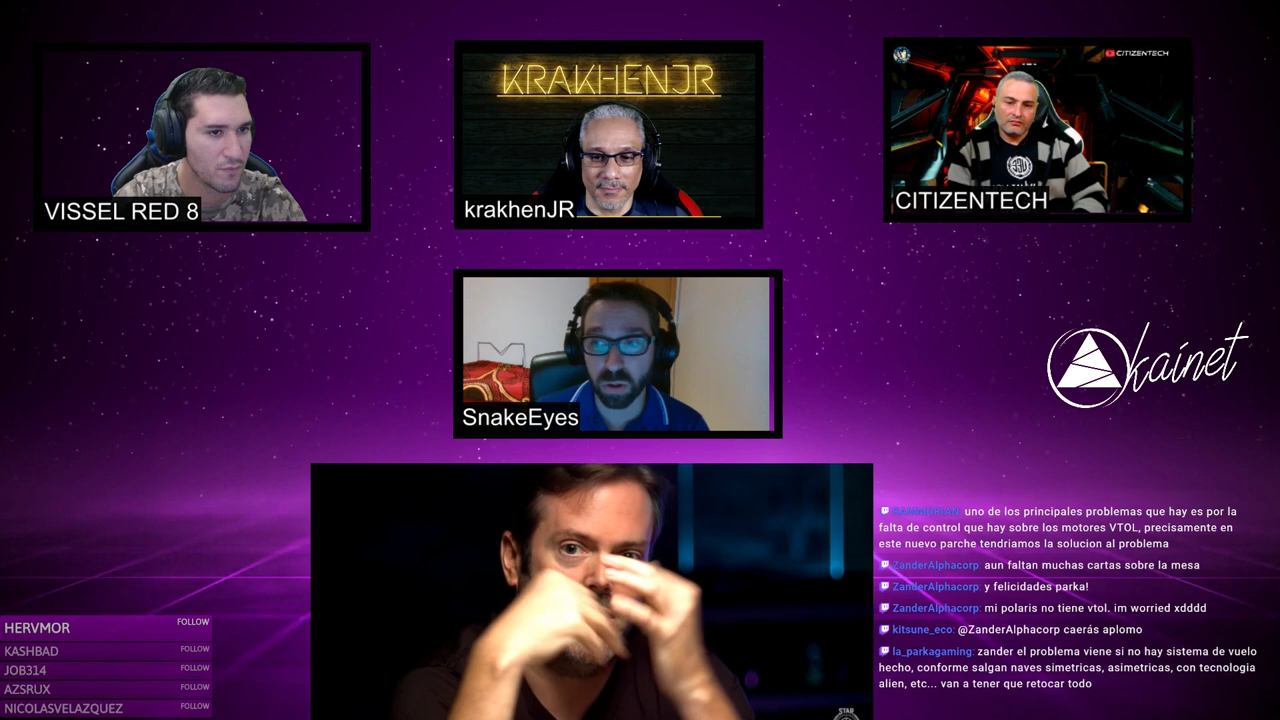 VISSEL RED 8
KRAKHENJR
krakhenJR
CITIZENTECH
CITIZENTECH
SnakeEyes
kainet
uno de los principales problemas que hay es por la
falta de control que hay sobre los motores VTOL, precisamente en
este nuevo parche tendriamos la solucion al problema
ZanderAlphacorp: aun faltan muchas cartas sobre la mesa
ZanderAlphacorp: y felicidades parka!
ZanderAlphacorp: mi polaris no tiene vtol. im worried xdddd
kitsune_eco: @ZanderAlphacorp caerás aplomo
la_parkagaming: zander el problema viene si no hay sistema de vuelo
hecho, conforme salgan naves simetricas, asimetricas, con tecnologia
alien, etc... van a tener que retocar todo
HERVMOR FOLLOW
KASHBAD FOLLOW
JOB314 FOLLOW
AZSRUX FOLLOW
NICOLASVELAZQUEZ FOLLOW
STAR